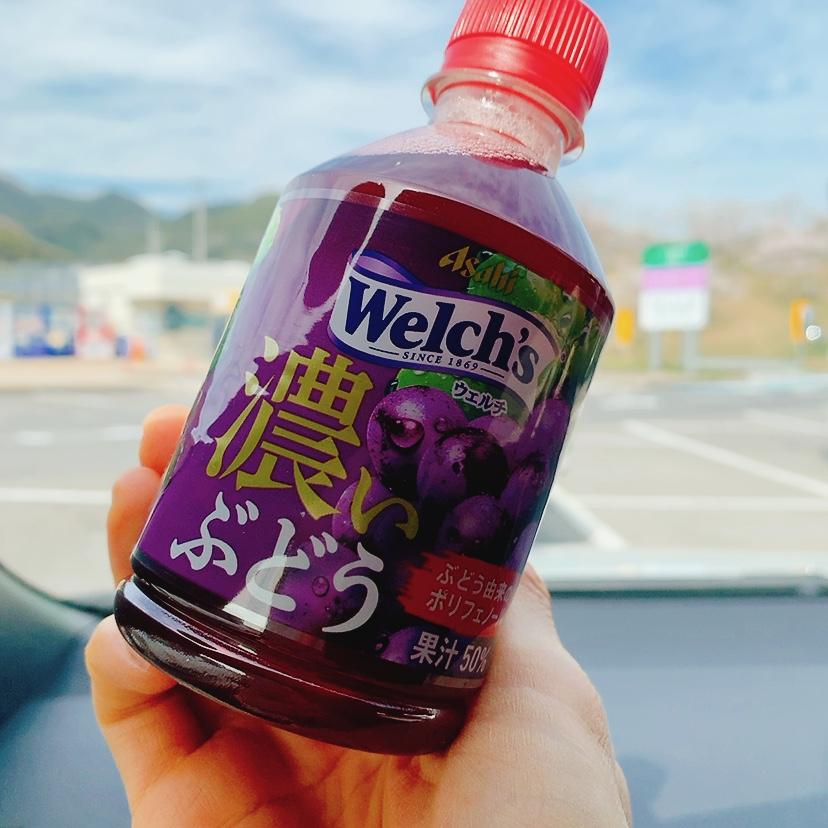 Asahi
Welch's
SINCE 1869
ウェルチ
濃い
ぶどう
ぶどう由来の
ポリフェノー
果汁 50%